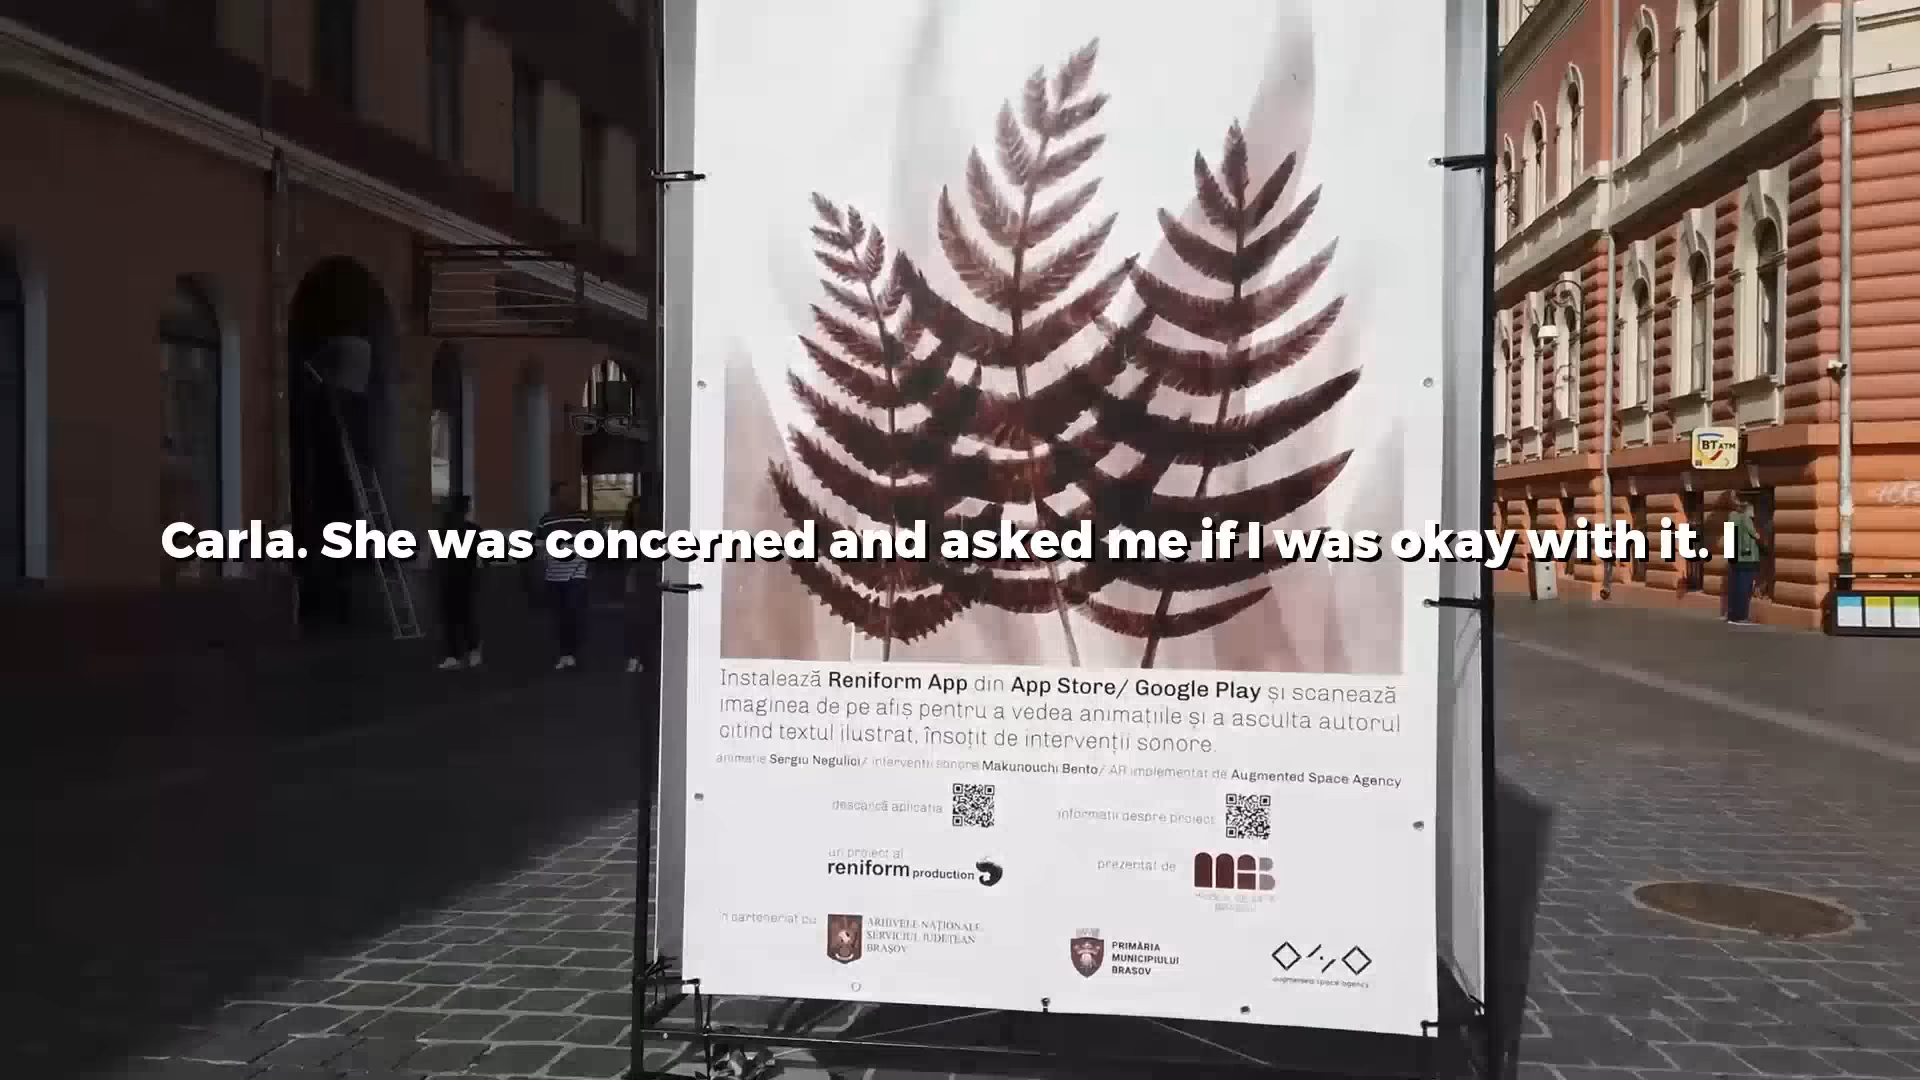 BT ATM
Carla. She was concerned and asked me if I was okay with it. I
Instalează Reniform App din App Store/ Google Play și scanează
imaginea de pe afiș pentru a vedea animațiile și a asculta autorul
citind textul ilustrat, însoțit de intervenții sonore.
animație Sergiu Negulici/ intervenții sonore Makunouchi Bento/ AR implementat de Augmented Space Agency
descarcă aplicația
informații despre proiect
un proiect al
reniform production
prezentat de
MAB
în parteneriat cu
ARHIVELE NAȚIONALE
SERVICIUL JUDEȚEAN
BRAȘOV
PRIMĂRIA
MUNICIPIULUI
BRASOV
augmented space agency